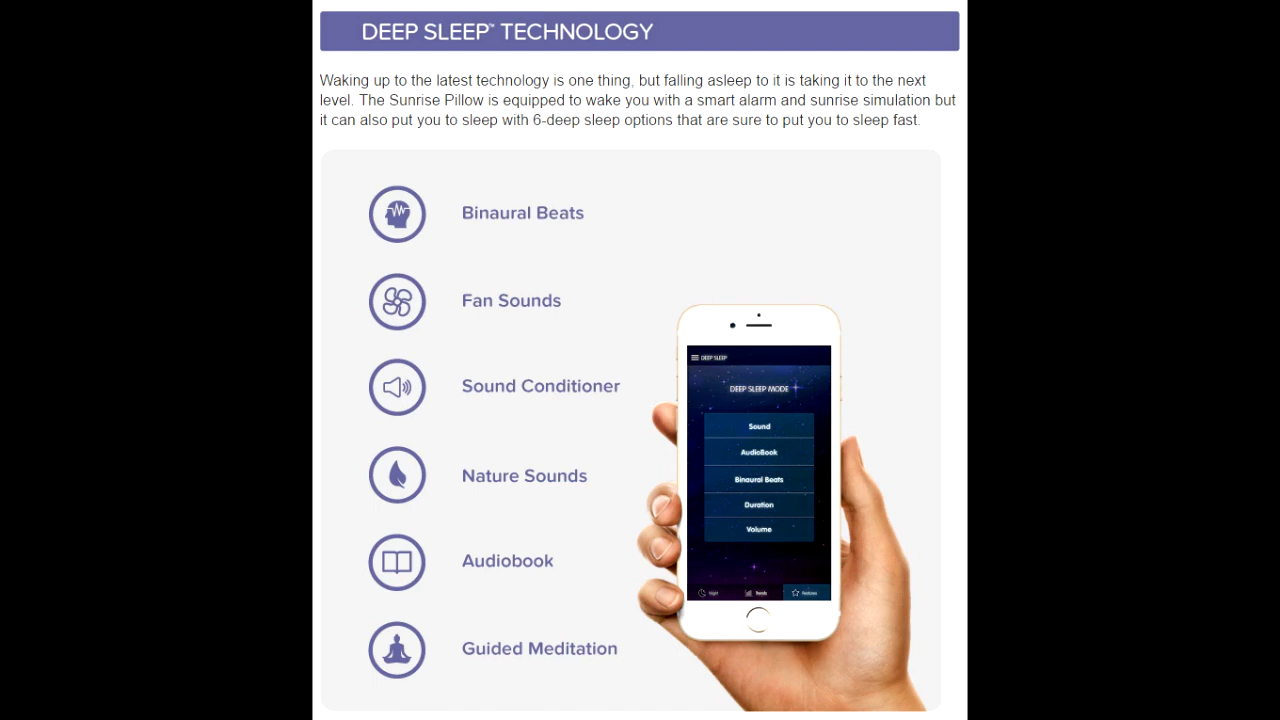 DEEP SLEEP™ TECHNOLOGY
Waking up to the latest technology is one thing, but falling asleep to it is taking it to the next
level. The Sunrise Pillow is equipped to wake you with a smart alarm and sunrise simulation but
it can also put you to sleep with 6-deep sleep options that are sure to put you to sleep fast.
Binaural Beats
Fan Sounds
Sound Conditioner
Nature Sounds
Audiobook
Guided Meditation
DEEP SLEEP
DEEP SLEEP MODE
Sound
AudioBook
Binaural Beats
Duration
Volume
Night
Trends
Features